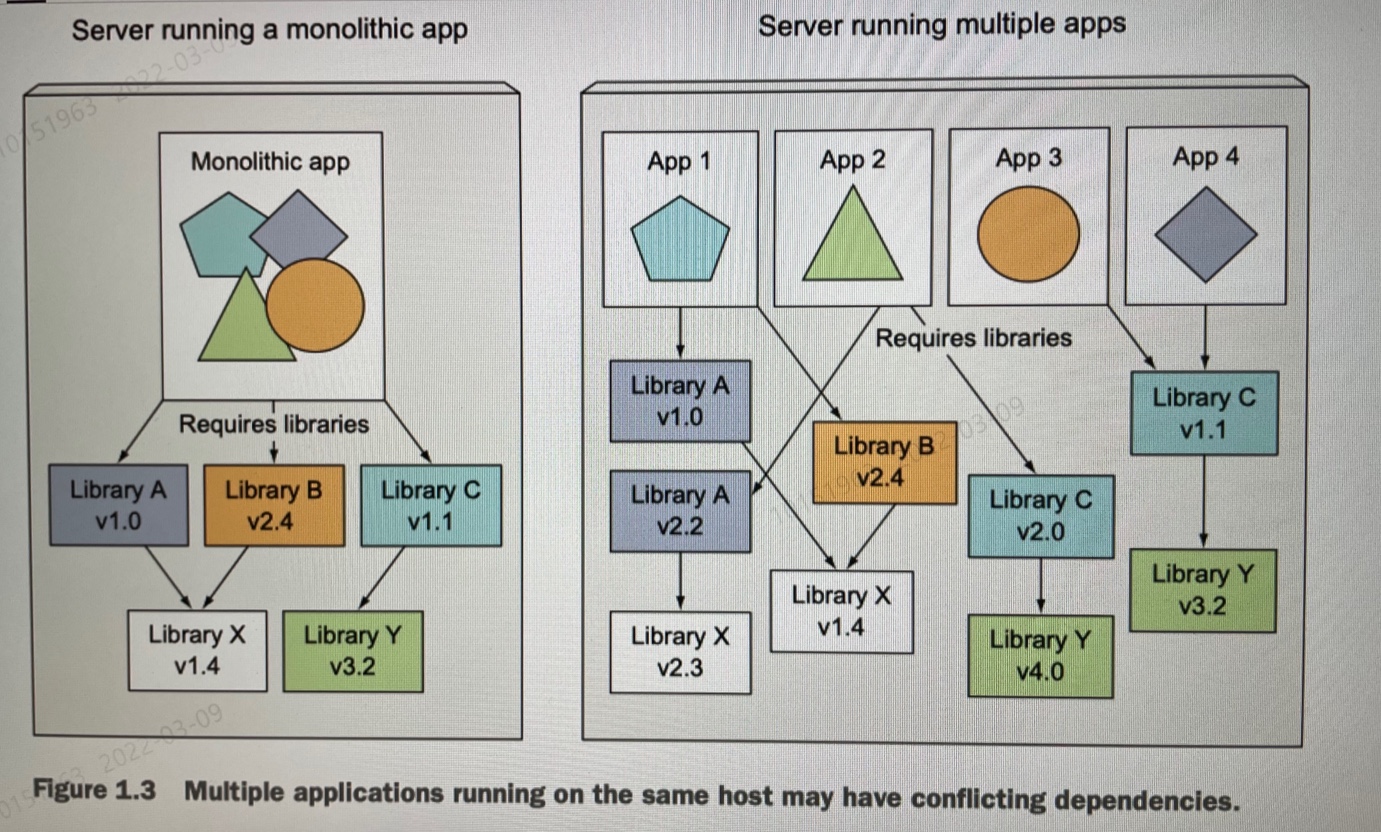 Server running a monolithic app
Monolithic app
Requires libraries
Library A
v1.0
Library B
v2.4
Library C
v1.1
Library X
v1.4
Library Y
v3.2
Server running multiple apps
App 1
App 2
App 3
App 4
Requires libraries
Library A
v1.0
Library B
v2.4
Library C
v1.1
Library A
v2.2
Library C
v2.0
Library X
v1.4
Library Y
v3.2
Library X
v2.3
Library Y
v4.0
Figure 1.3 Multiple applications running on the same host may have conflicting dependencies.
2022-03-09